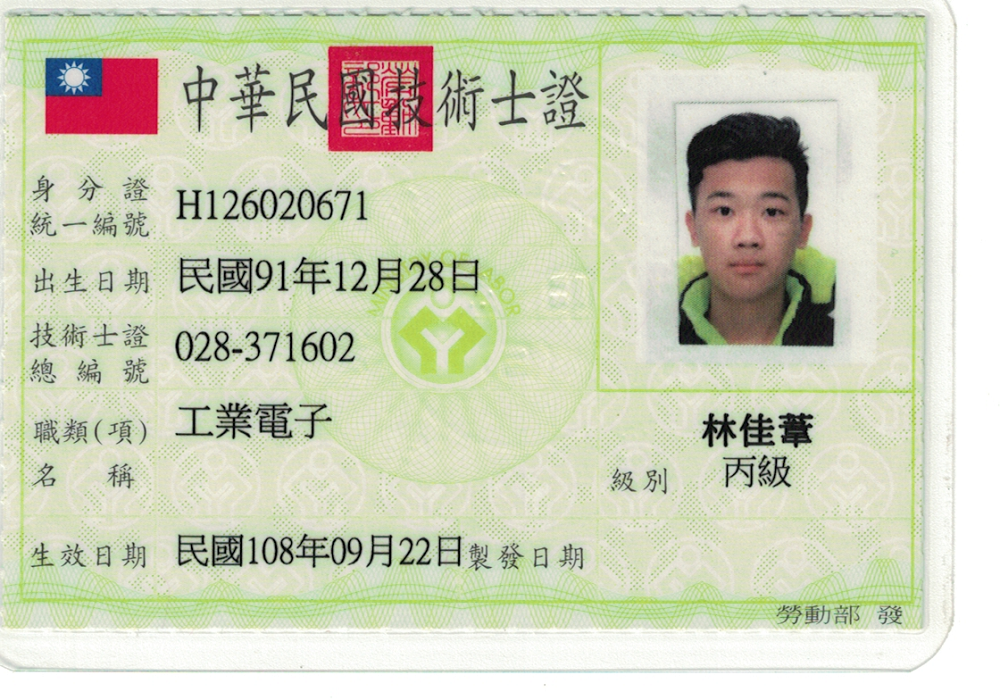 中華民國技術士證
身分證統一編號 H126020671
出生日期 民國91年12月28日
技術士證總編號 028-371602
職類(項)名稱 工業電子
林佳葦
級別 丙級
生效日期 民國108年09月22日 製發日期
勞動部 發